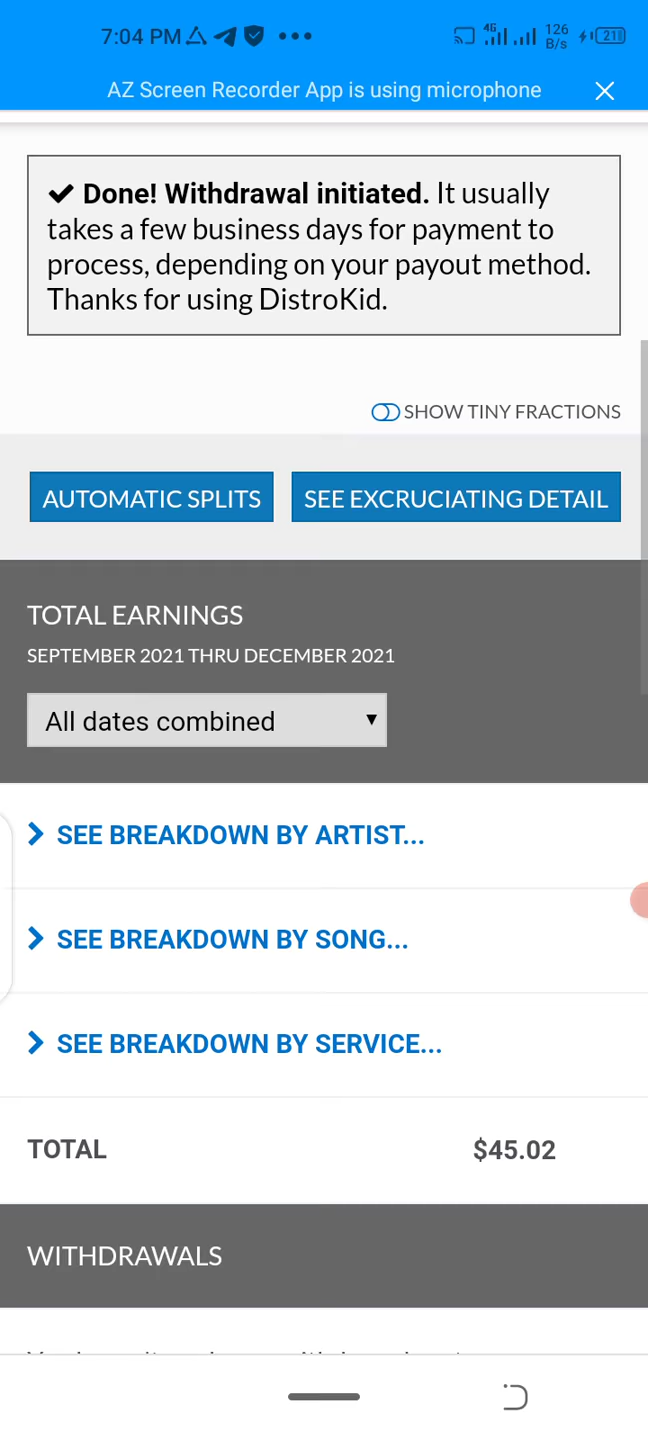 7:04 PM
4G
126
B/s
21
AZ Screen Recorder App is using microphone
Done! Withdrawal initiated. It usually
takes a few business days for payment to
process, depending on your payout method.
Thanks for using DistroKid.
SHOW TINY FRACTIONS
AUTOMATIC SPLITS
SEE EXCRUCIATING DETAIL
TOTAL EARNINGS
SEPTEMBER 2021 THRU DECEMBER 2021
All dates combined
SEE BREAKDOWN BY ARTIST...
SEE BREAKDOWN BY SONG...
SEE BREAKDOWN BY SERVICE...
TOTAL $45.02
WITHDRAWALS